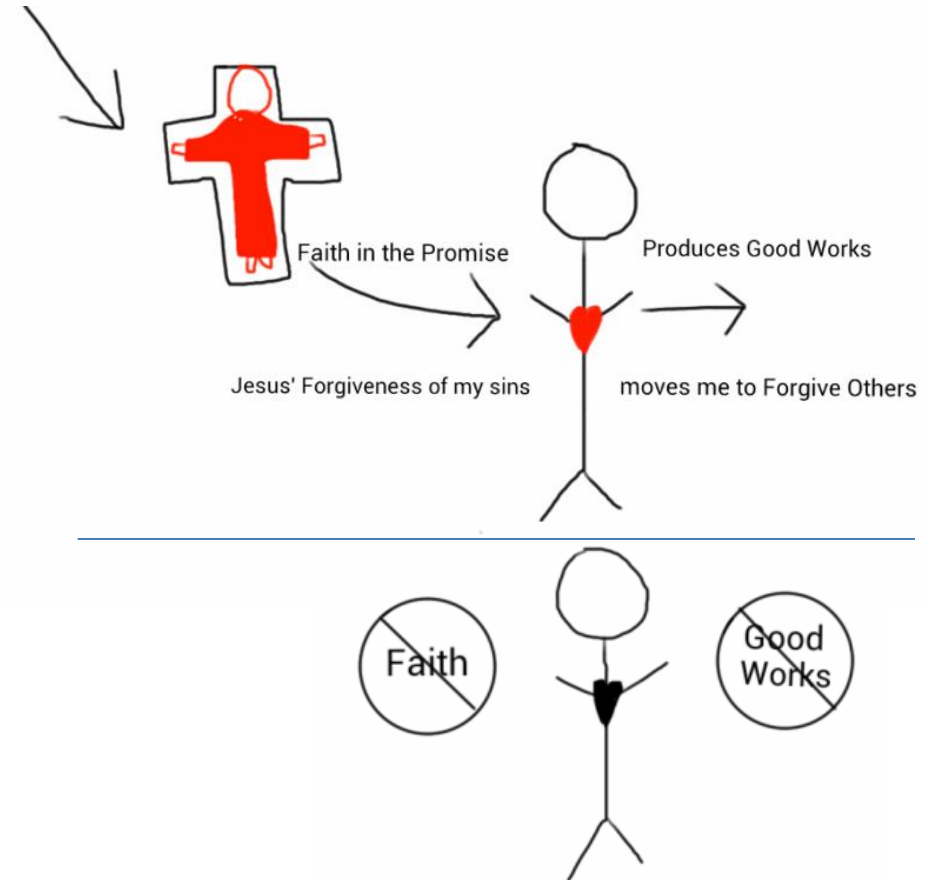 Faith in the Promise
Produces Good Works
Jesus' Forgiveness of my sins
moves me to Forgive Others
Faith
Good
Works